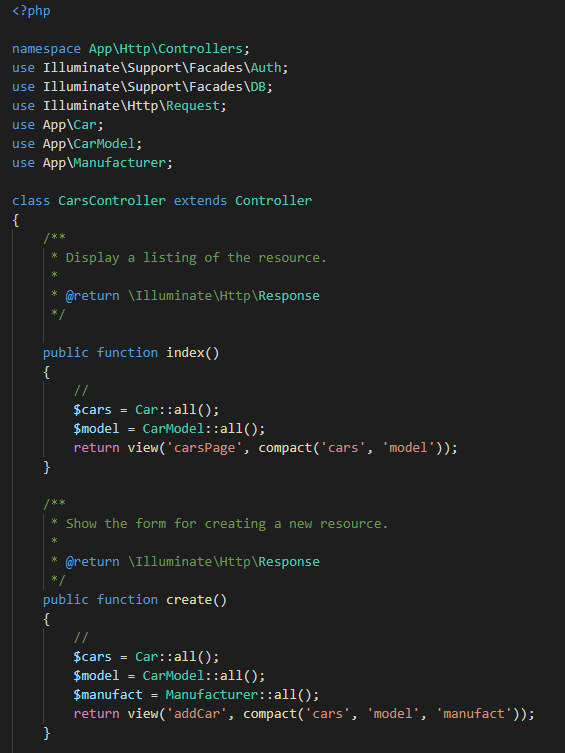 <?php
namespace App\Http\Controllers;
use Illuminate\Support\Facades\Auth;
use Illuminate\Support\Facades\DB;
use Illuminate\Http\Request;
use App\Car;
use App\CarModel;
use App\Manufacturer;
class CarsController extends Controller
{
/**
* Display a listing of the resource.
*
* @return \Illuminate\Http\Response
*/
public function index()
{
//
$cars = Car::all();
$model = CarModel::all();
return view('carsPage', compact('cars', 'model'));
}
/**
* Show the form for creating a new resource.
*
* @return \Illuminate\Http\Response
*/
public function create()
{
//
$cars = Car::all();
$model = CarModel::all();
$manufact = Manufacturer::all();
return view('addCar', compact('cars', 'model', 'manufact'));
}